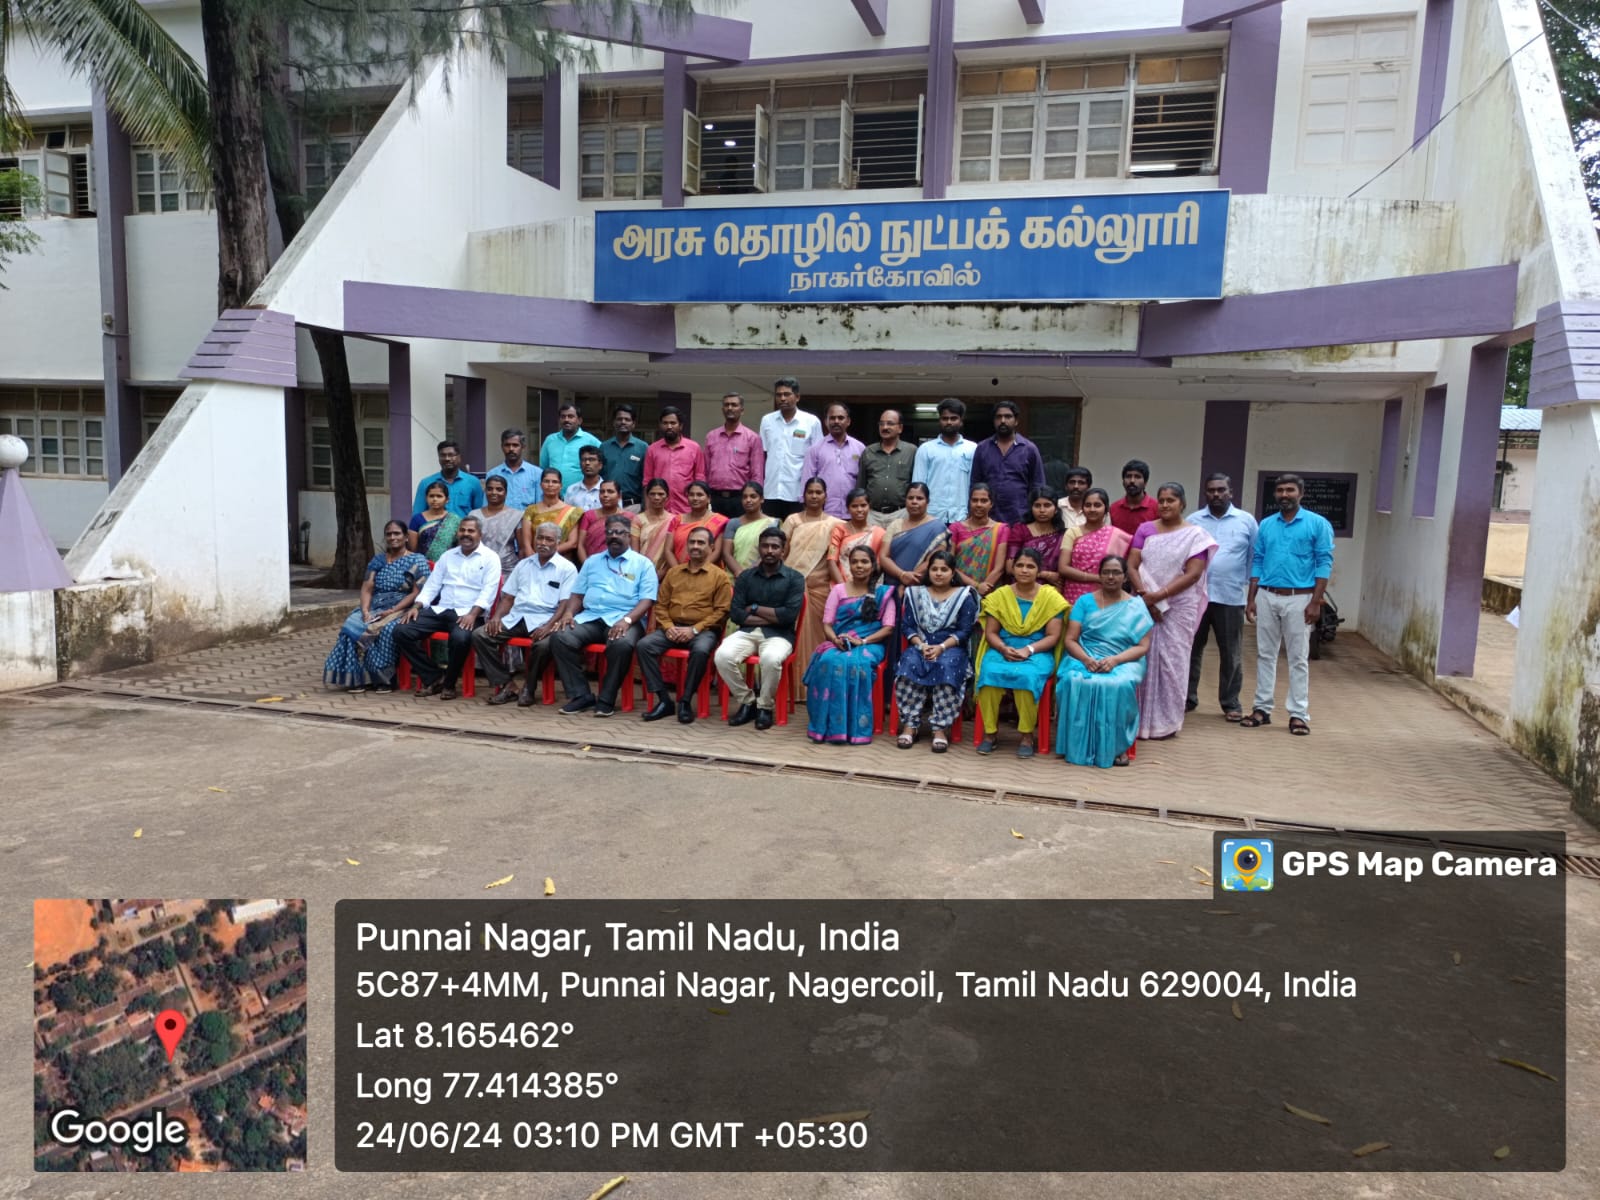 அரசு தொழில் நுட்பக் கல்லூரி
நாகர்கோவில்
GPS Map Camera
Punnai Nagar, Tamil Nadu, India
5C87+4MM, Punnai Nagar, Nagercoil, Tamil Nadu 629004, India
Lat 8.165462°
Long 77.414385°
24/06/24 03:10 PM GMT +05:30
Google